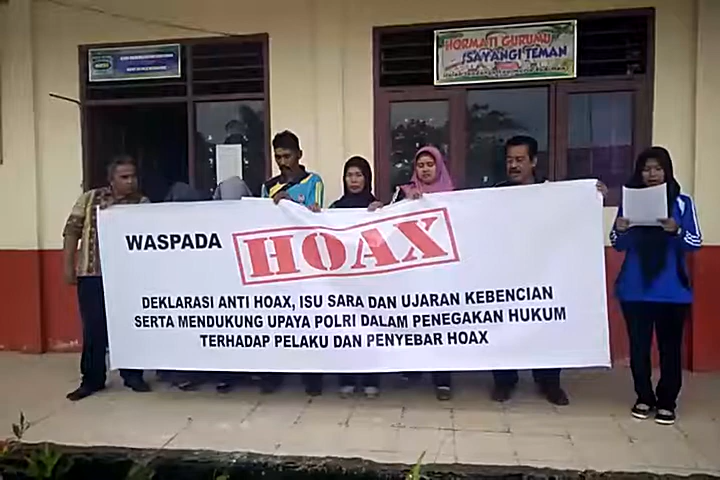 HORMATI GURUMU
SAYANGI TEMAN
WASPADA
HOAX
DEKLARASI ANTI HOAX, ISU SARA DAN UJARAN KEBENCIAN
SERTA MENDUKUNG UPAYA POLRI DALAM PENEGAKAN HUKUM
TERHADAP PELAKU DAN PENYEBAR HOAX